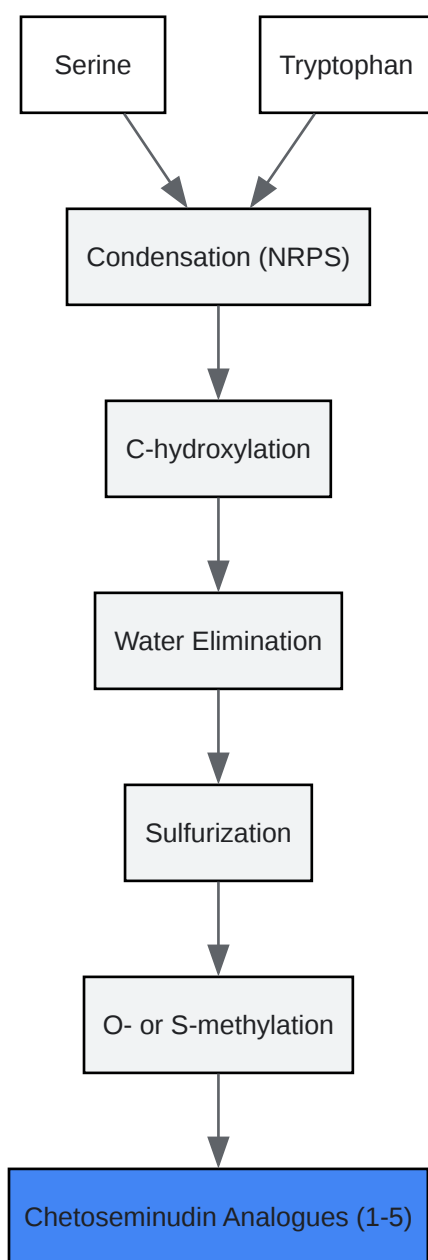 Serine
Tryptophan
Condensation (NRPS)
C-hydroxylation
Water Elimination
Sulfurization
O- or S-methylation
Chetoseminudin Analogues (1-5)